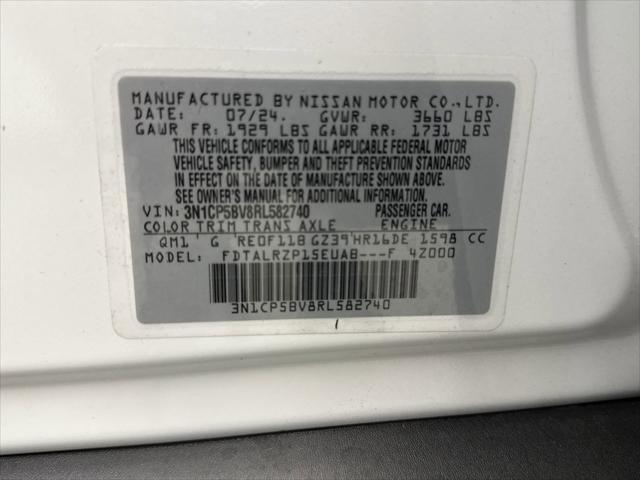 MANUFACTURED BY NISSAN MOTOR CO.,LTD.
DATE: 07/24. GVWR: 3660 LBS
GAWR FR: 1929 LBS GAWR RR: 1731 LBS
THIS VEHICLE CONFORMS TO ALL APPLICABLE FEDERAL MOTOR
VEHICLE SAFETY, BUMPER AND THEFT PREVENTION STANDARDS
IN EFFECT ON THE DATE OF MANUFACTURE SHOWN ABOVE.
SEE OWNER'S MANUAL FOR ADDITIONAL INFORMATION.
VIN: 3N1CP5BV8RL582740 PASSENGER CAR.
COLOR TRIM TRANS AXLE ENGINE
QM1 G RE0F11B GZ39 HR16DE 1598 CC
MODEL: FDTALRZP15EUAB---F 4Z000
3N1CP5BV8RL582740
1